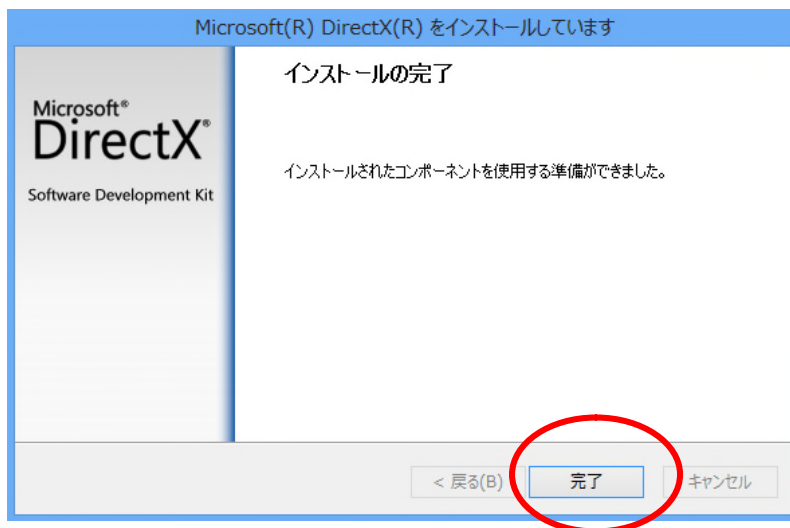 Microsoft(R) DirectX(R) をインストールしています
インストールの完了
Microsoft®
DirectX®
Software Development Kit
インストールされたコンポーネントを使用する準備ができました。
< 戻る(B)
完了
キャンセル